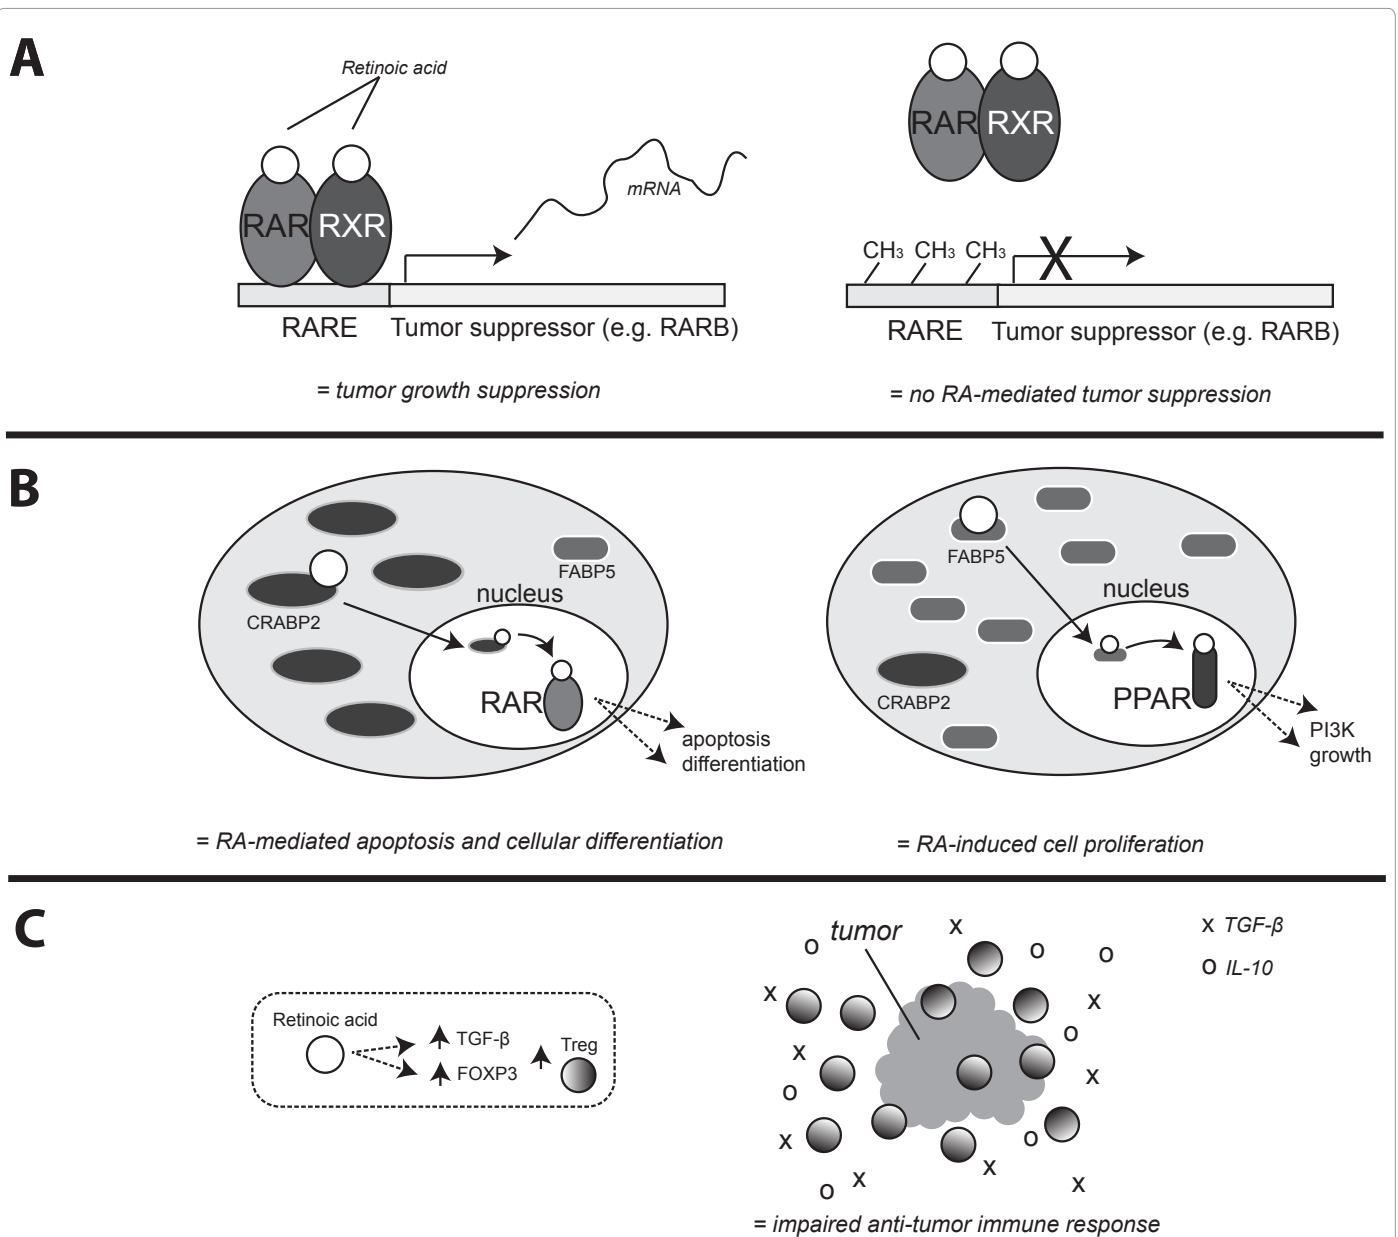 A
Retinoic acid
RAR RXR
mRNA
RARE Tumor suppressor (e.g. RARB)
= tumor growth suppression
RAR RXR
CH3 CH3 CH3
X
RARE Tumor suppressor (e.g. RARB)
= no RA-mediated tumor suppression
B
CRABP2
FABP5
nucleus
RAR
apoptosis
differentiation
= RA-mediated apoptosis and cellular differentiation
FABP5
nucleus
CRABP2
PPAR
PI3K
growth
= RA-induced cell proliferation
C
Retinoic acid
TGF-β
FOXP3
Treg
tumor
x TGF-β
o IL-10
x o o
o
x x
x o
o x
x o
x x
o x
= impaired anti-tumor immune response